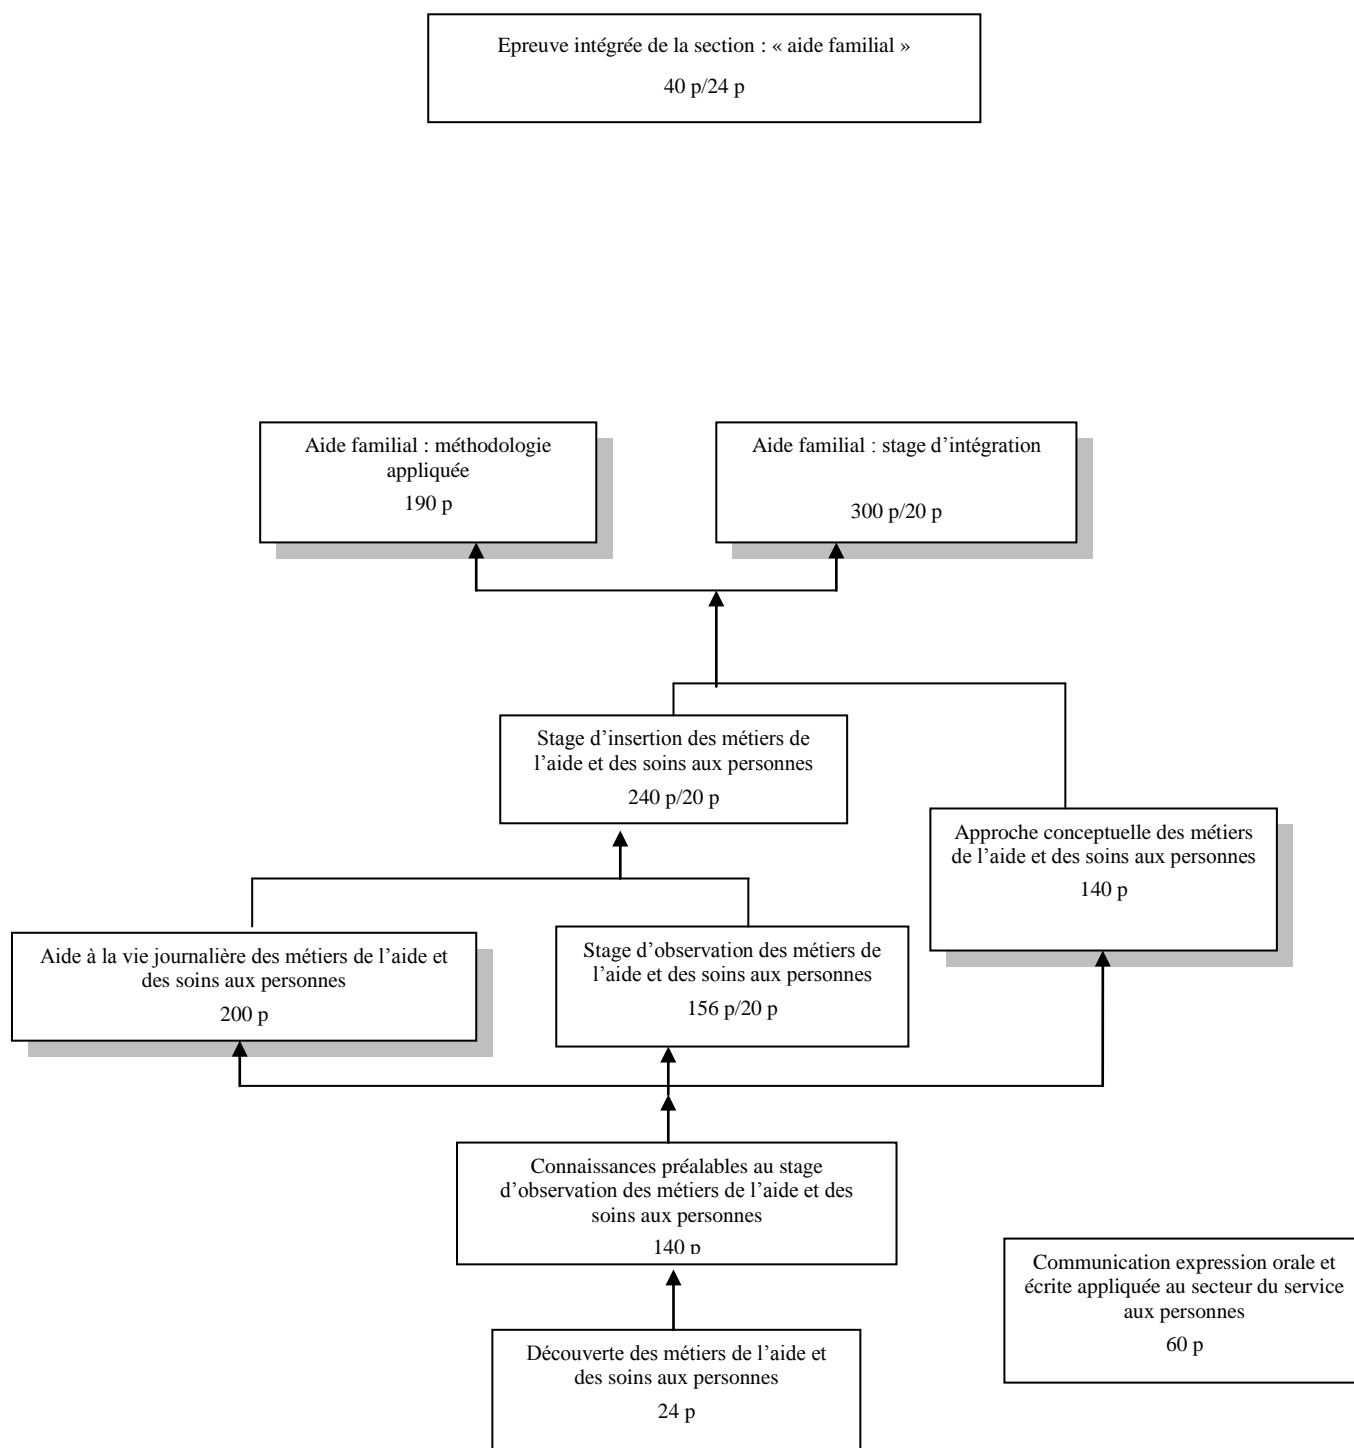 Epreuve intégrée de la section : « aide familial »
40 p/24 p
Aide familial : méthodologie
appliquée
190 p
Aide familial : stage d’intégration
300 p/20 p
Stage d’insertion des métiers de
l’aide et des soins aux personnes
240 p/20 p
Approche conceptuelle des métiers
de l’aide et des soins aux personnes
140 p
Aide à la vie journalière des métiers de l’aide et
des soins aux personnes
200 p
Stage d’observation des métiers de
l’aide et des soins aux personnes
156 p/20 p
Connaissances préalables au stage
d’observation des métiers de l’aide et des
soins aux personnes
140 p
Communication expression orale et
écrite appliquée au secteur du service
aux personnes
60 p
Découverte des métiers de l’aide et
des soins aux personnes
24 p